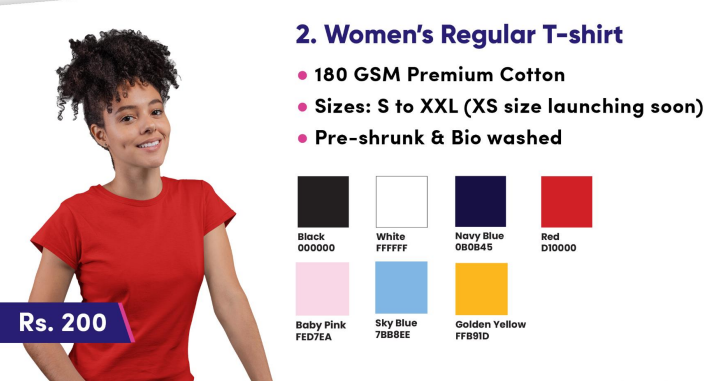 2. Women's Regular T-shirt
• 180 GSM Premium Cotton
• Sizes: S to XXL (XS size launching soon)
• Pre-shrunk & Bio washed
Black
000000
White
FFFFFF
Navy Blue
0B0B45
Red
D10000
Baby Pink
FED7EA
Sky Blue
7BB8EE
Golden Yellow
FFB91D
Rs. 200